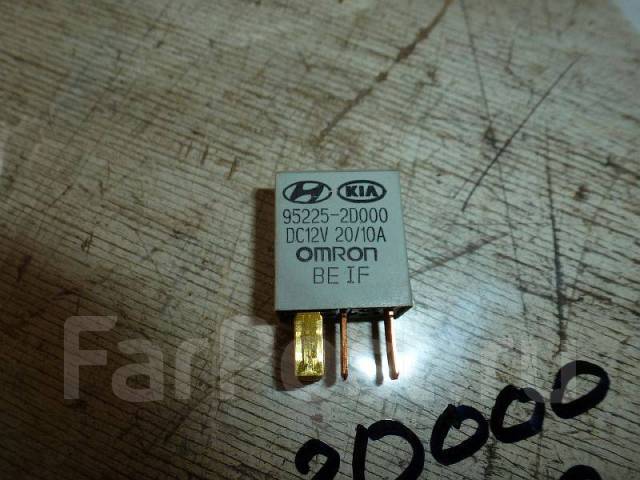 KIA
95225-2D000
DC12V 20/10A
OMRON
BE IF
FarPost.ru
2D000